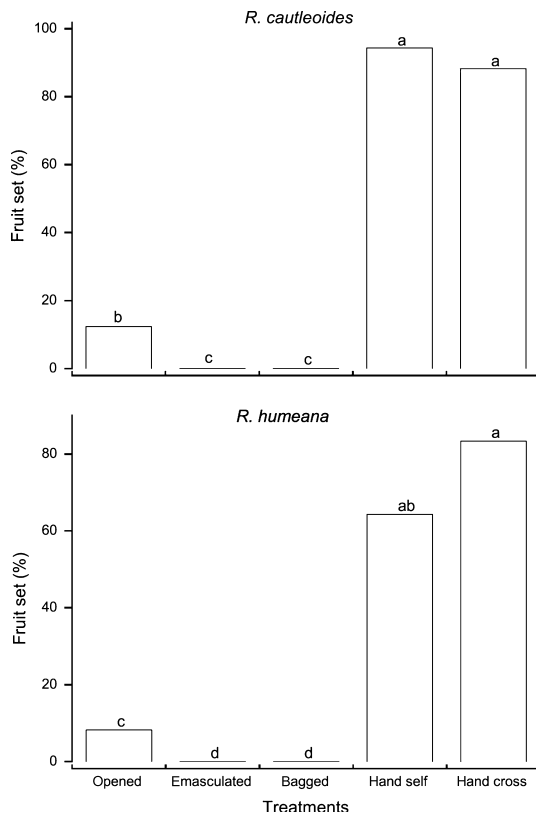 R. cautleoides
Fruit set (%)
100
80
60
40
20
0
b
c
c
a
a
R. humeana
Fruit set (%)
80
60
40
20
0
c
d
d
ab
a
Opened Emasculated Bagged Hand self Hand cross
Treatments